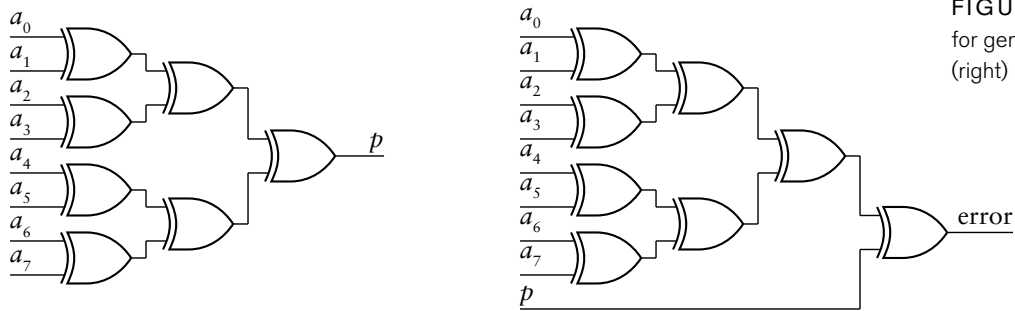 a₀
a₁
a₂
a₃
a₄
a₅
a₆
a₇
p
a₀
a₁
a₂
a₃
a₄
a₅
a₆
a₇
p
error
FIGU
for ger
(right)